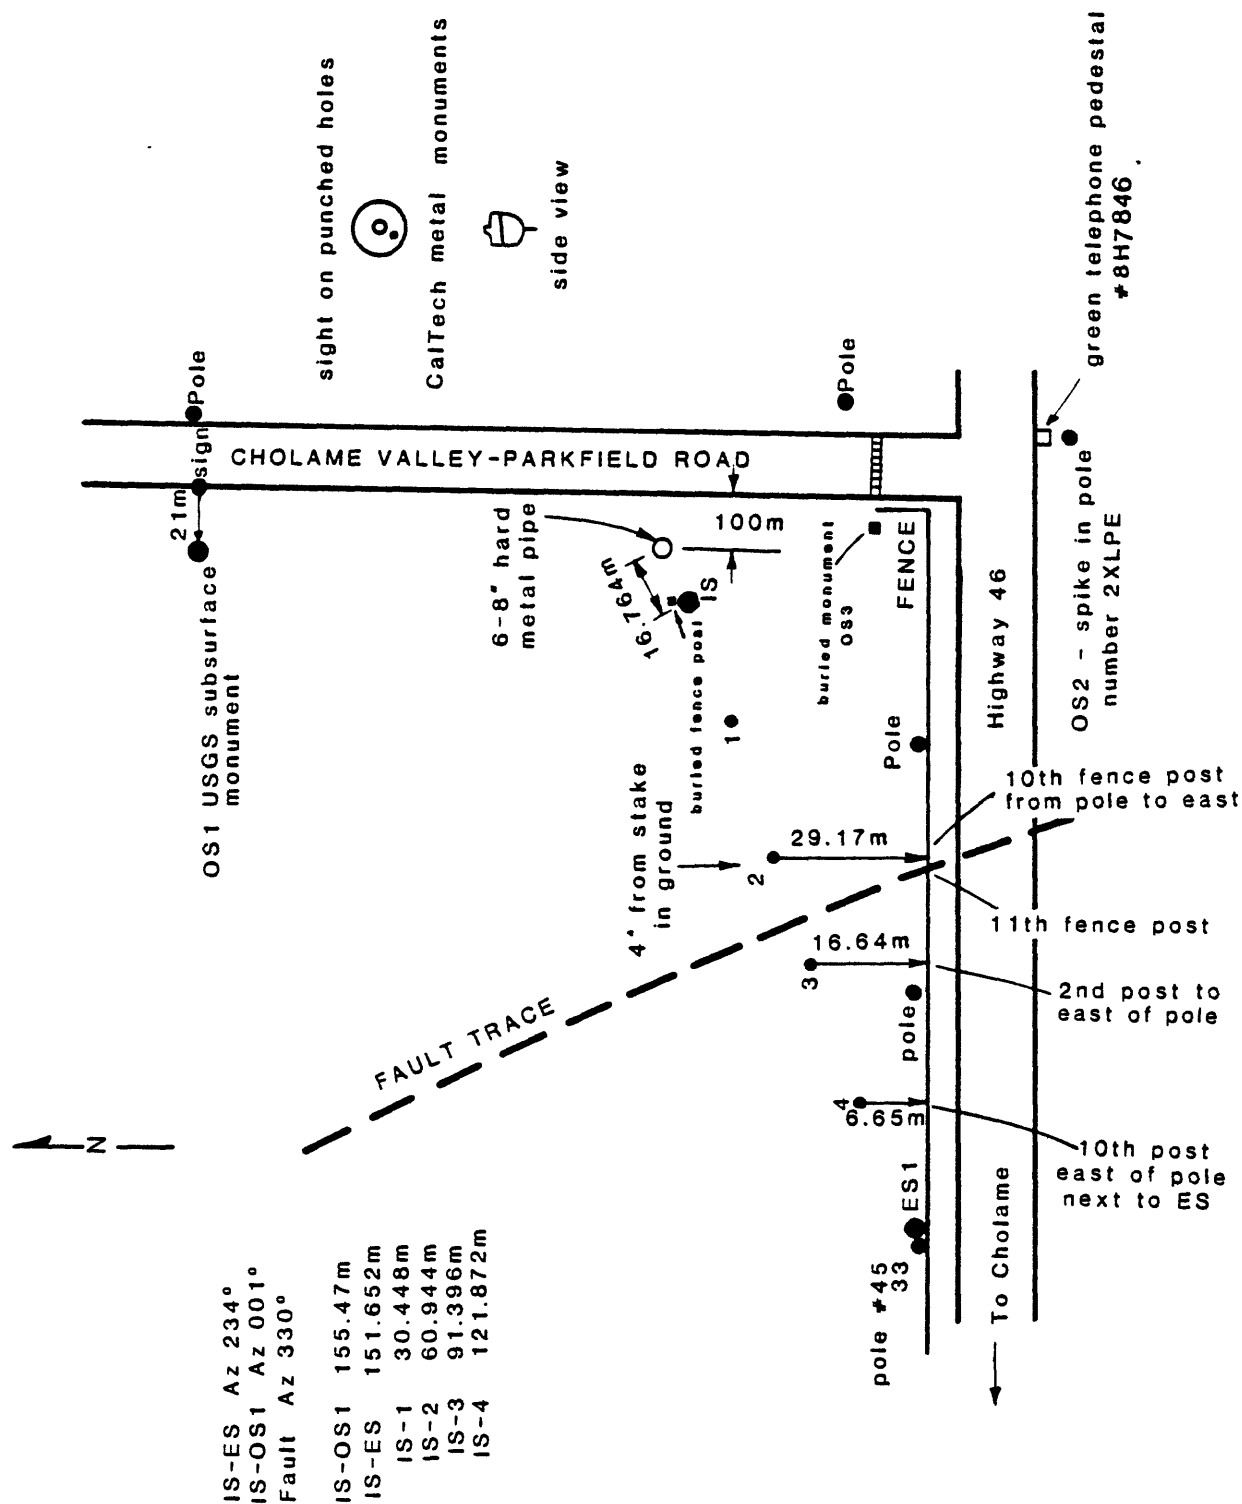 sight on punched holes
CalTech metal monuments
side view
green telephone pedestal
#8H7846
Pole
sign
21m
CHOLAME VALLEY-PARKFIELD ROAD
Pole
OS1 USGS subsurface
monument
6-8" hard
metal pipe
100m
16.764m
IS
buried fence post
buried monument
OS3
FENCE
Highway 46
OS2 - spike in pole
number 2XLPE
1
Pole
4" from stake
in ground
2
29.17m
10th fence post
from pole to east
11th fence post
3
16.64m
2nd post to
east of pole
pole
FAULT TRACE
4
6.65m
10th post
east of pole
next to ES
N
ES1
pole #45
33
To Cholame
IS-ES Az 234°
IS-OS1 Az 001°
Fault Az 330°
IS-OS1 155.47m
IS-ES 151.652m
IS-1 30.448m
IS-2 60.944m
IS-3 91.396m
IS-4 121.872m